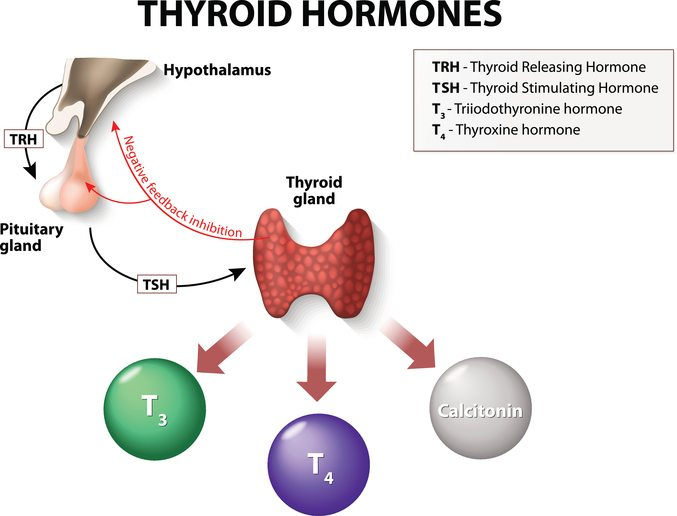 THYROID HORMONES
Hypothalamus
TRH - Thyroid Releasing Hormone
TSH - Thyroid Stimulating Hormone
T3 - Triiodothyronine hormone
T4 - Thyroxine hormone
TRH
Negative feedback inhibition
Thyroid
gland
Pituitary
gland
TSH
T3
T4
Calcitonin